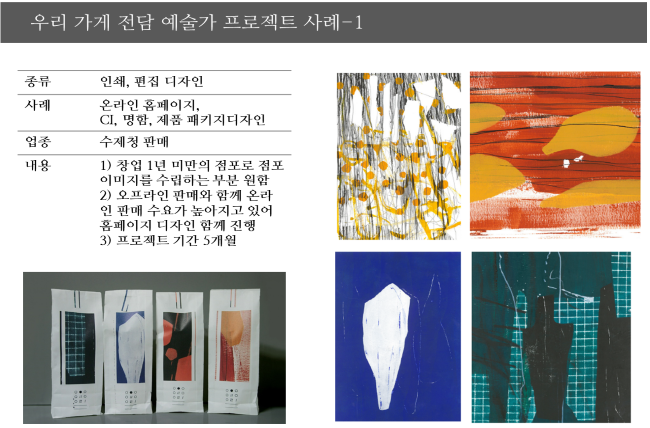 우리 가게 전담 예술가 프로젝트 사례-1
종류 인쇄, 편집 디자인
사례 온라인 홈페이지,
CI, 명함, 제품 패키지디자인
업종 수제청 판매
내용 1) 창업 1년 미만의 점포로 점포
이미지를 수립하는 부분 원함
2) 오프라인 판매와 함께 온라
인 판매 수요가 높아지고 있어
홈페이지 디자인 함께 진행
3) 프로젝트 기간 5개월